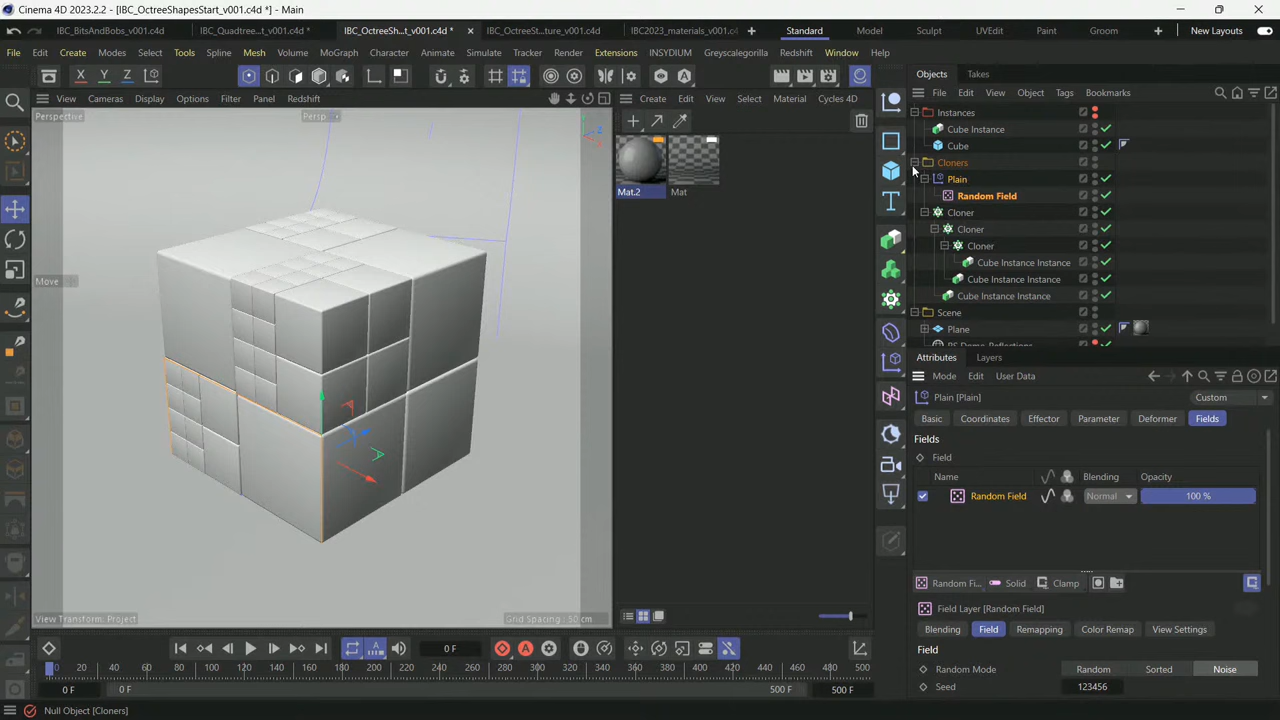 Cinema 4D 2023.2.2 - [IBC_OctreeShapesStart_v001.c4d *] - Main
IBC_BitsAndBobs_v001.c4d
IBC_Quadtree...t_v001.c4d *
IBC_OctreeSh...t_v001.c4d *
IBC_OctreeSt...ture_v001.c4d
IBC2023_materials_v001.c4
Standard
Model
Sculpt
UVEdit
Paint
Groom
New Layouts
File Edit Create Modes Select Tools Spline Mesh Volume MoGraph Character Animate Simulate Tracker Render Extensions INSYDIUM Greyscalegorilla Redshift Window Help
X Y Z
Objects Takes
View Cameras Display Options Filter Panel Redshift
Create Edit View Select Material Cycles 4D
File Edit View Object Tags Bookmarks
Perspective
Persp
Instances
Cube Instance
Cube
Cloners
Plain
Random Field
Cloner
Cloner
Cloner
Cube Instance Instance
Cube Instance Instance
Cube Instance Instance
Scene
Plane
Mat.2
Mat
Move
Attributes Layers
Mode Edit User Data
Plain [Plain]
Custom
Basic Coordinates Effector Parameter Deformer Fields
Fields
Field
Name Blending Opacity
Random Field Normal 100 %
Random Fi... Solid Clamp
Field Layer [Random Field]
Blending Field Remapping Color Remap View Settings
Field
Random Mode Random Sorted Noise
Seed 123456
View Transform: Project
Grid Spacing : 50 cm
0 F
0 20 40 60 80 100 120 140 160 180 200 220 240 260 280 300 320 340 360 380 400 420 440 460 480 500
0 F
0 F
500 F
500 F
Null Object [Cloners]